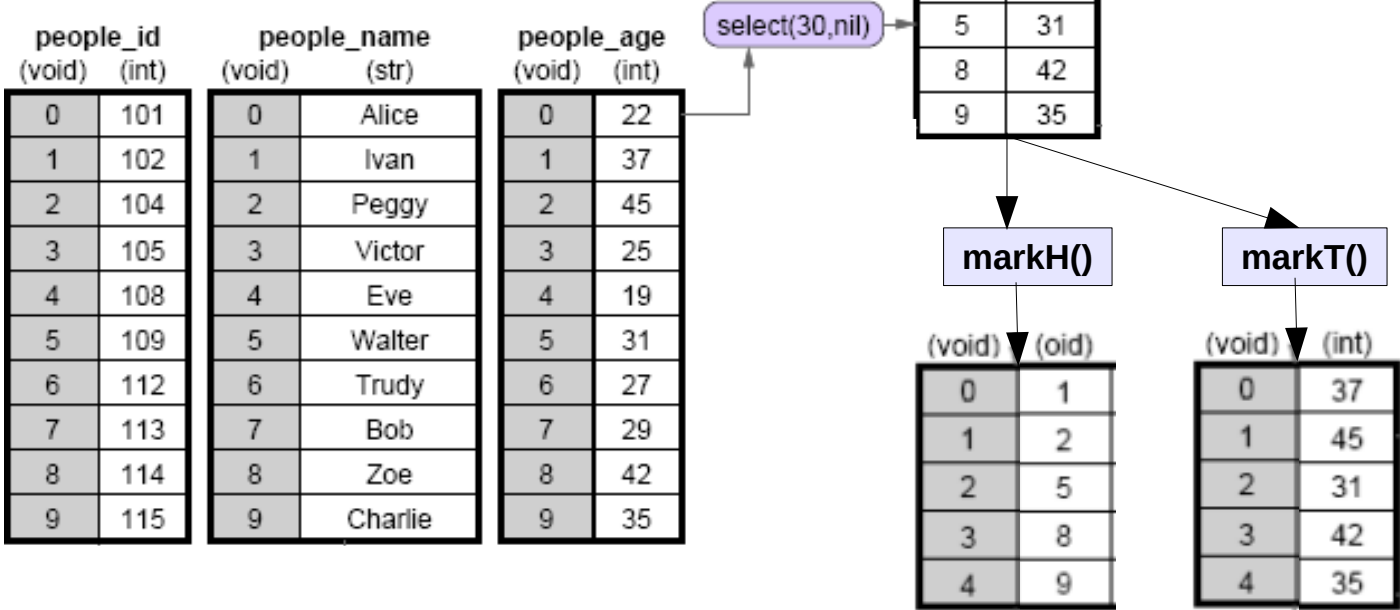 people_id
(void) (int)
0 101
1 102
2 104
3 105
4 108
5 109
6 112
7 113
8 114
9 115
people_name
(void) (str)
0 Alice
1 Ivan
2 Peggy
3 Victor
4 Eve
5 Walter
6 Trudy
7 Bob
8 Zoe
9 Charlie
people_age
(void) (int)
0 22
1 37
2 45
3 25
4 19
5 31
6 27
7 29
8 42
9 35
select(30,nil)
5 31
8 42
9 35
markH()
(void) (oid)
0 1
1 2
2 5
3 8
4 9
markT()
(void) (int)
0 37
1 45
2 31
3 42
4 35